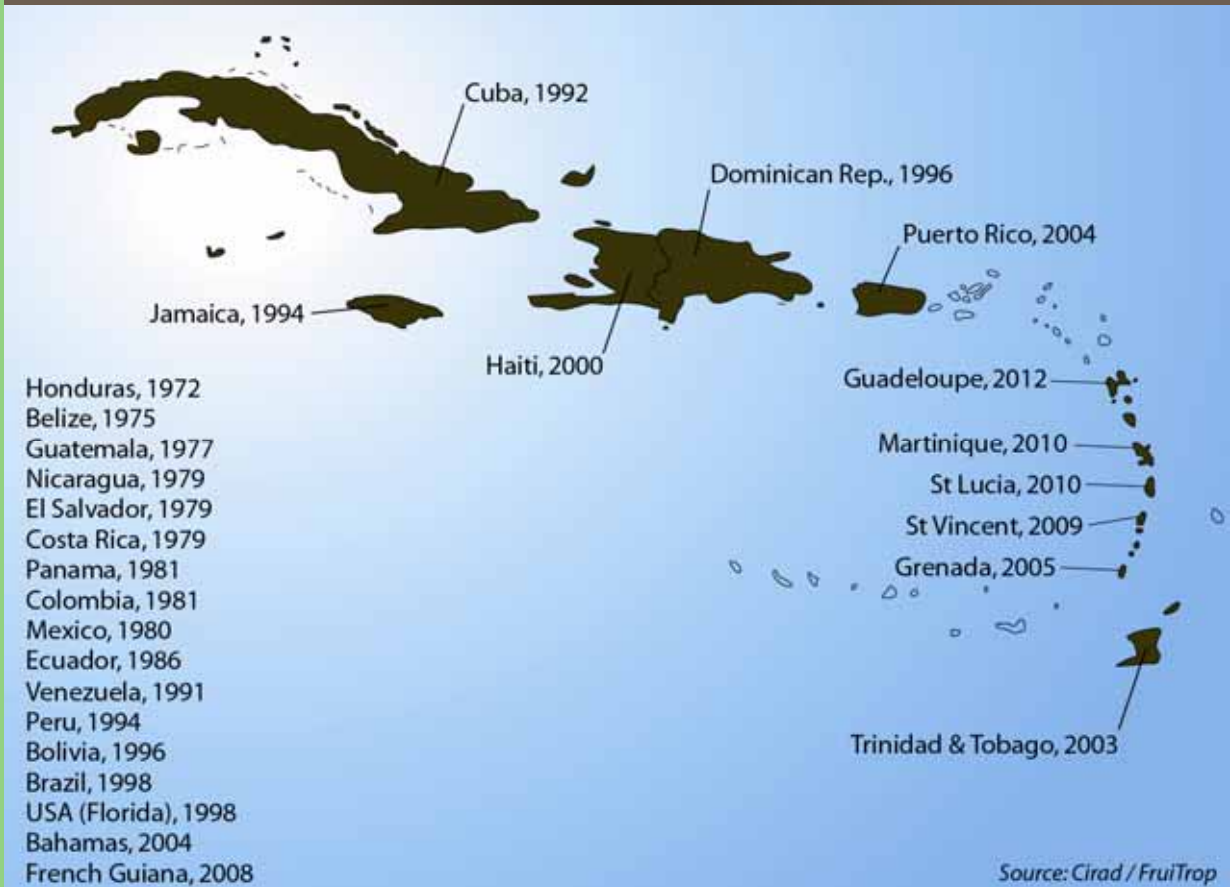 Cuba, 1992
Dominican Rep., 1996
Puerto Rico, 2004
Jamaica, 1994
Haiti, 2000
Guadeloupe, 2012
Martinique, 2010
St Lucia, 2010
St Vincent, 2009
Grenada, 2005
Trinidad & Tobago, 2003
Honduras, 1972
Belize, 1975
Guatemala, 1977
Nicaragua, 1979
El Salvador, 1979
Costa Rica, 1979
Panama, 1981
Colombia, 1981
Mexico, 1980
Ecuador, 1986
Venezuela, 1991
Peru, 1994
Bolivia, 1996
Brazil, 1998
USA (Florida), 1998
Bahamas, 2004
French Guiana, 2008
Source: Cirad / FruiTrop